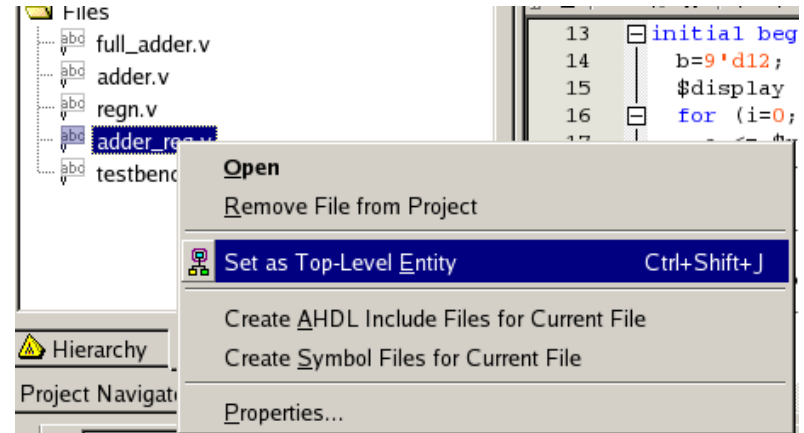 Files
full_adder.v
adder.v
regn.v
adder_reg.v
testbenc
Open
Remove File from Project
Set as Top-Level Entity Ctrl+Shift+J
Create AHDL Include Files for Current File
Create Symbol Files for Current File
Properties...
Hierarchy
Project Navigat
13 initial beg
14 b=9'd12;
15 $display
16 for (i=0;
17